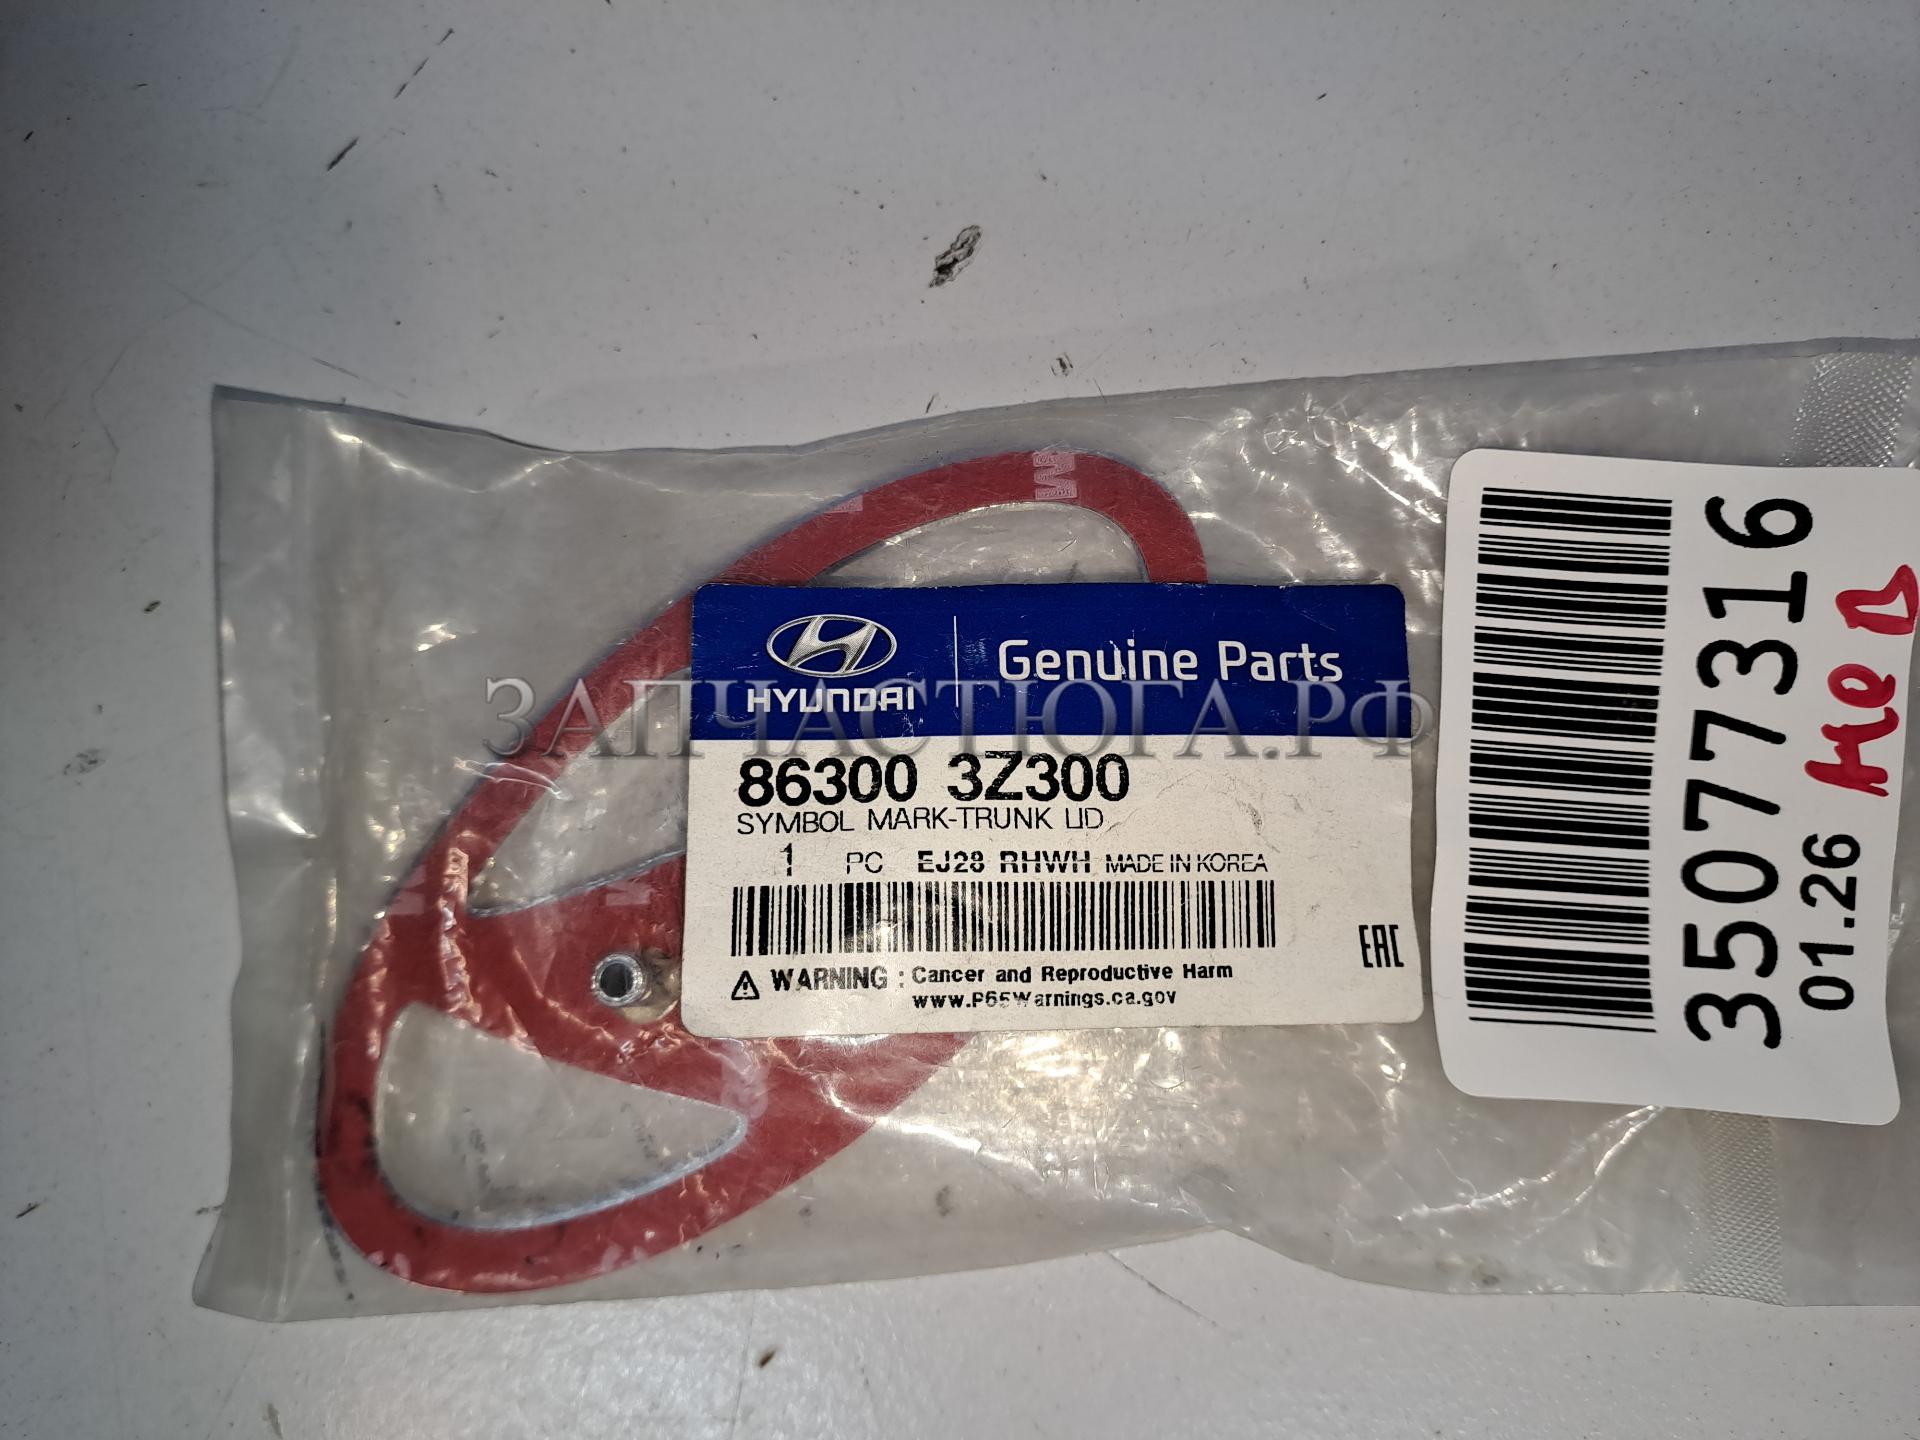 HYUNDAI
Genuine Parts
ЗАПЧАСТЮГА.РФ
86300 3Z300
SYMBOL MARK-TRUNK LID
1 PC EJ28 RHWH MADE IN KOREA
EAC
WARNING : Cancer and Reproductive Harm
www.P65Warnings.ca.gov
35077316
01.26